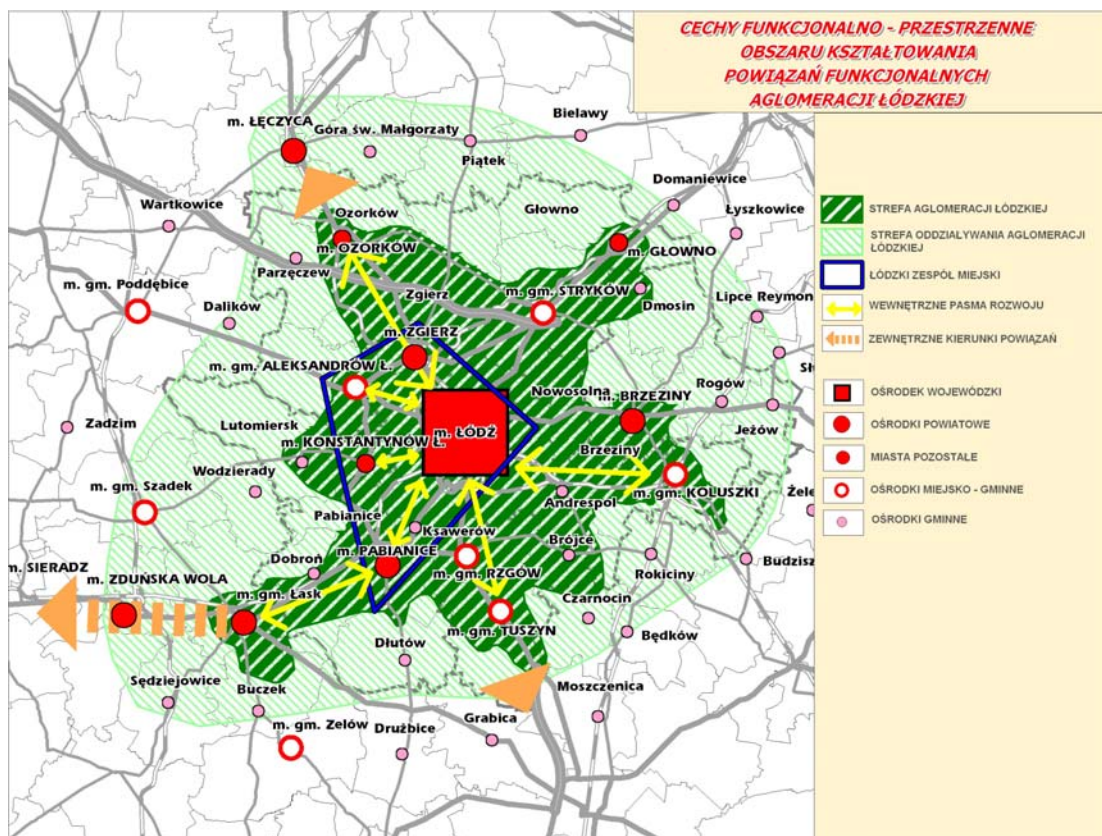 CECHY FUNKCJONALNO - PRZESTRZENNE
OBSZARU KSZTAŁTOWANIA
POWIĄZAŃ FUNKCJONALNYCH
AGLOMERACJI ŁÓDZKIEJ
m. ŁĘCZYCA
Góra św. Małgorzaty
Bielawy
Piątek
Domaniewice
Wartkowice
Ozorków
Głowno
Łyszkowice
m. OZORKÓW
m. GŁOWNO
Parzęczew
m. gm. Poddębice
Zgierz
m. gm. STRYKÓW
Dmosin
Lipce Reymon
Dalików
m. ZGIERZ
m. gm. ALEKSANDRÓW Ł.
Nowosolna
Rogów
m. BRZEZINY
Zadzim
Lutomiersk
m. ŁÓDŹ
Jeżów
m. KONSTANTYNÓW Ł.
Brzeziny
Wodzierady
m. gm. KOLUSZKI
m. gm. Szadek
Andrespol
Żele
Pabianice
Ksawerów
m. PABIANICE
Brójce
Dobroń
Budzisz
m. SIERADZ
m. ZDUŃSKA WOLA
m. gm. RZGÓW
Rokiciny
m. gm. Łask
Czarnocin
m. gm. TUSZYN
Będków
Dłutów
Sędziejowice
Buczek
Moszczenica
m. gm. Zelów
Drużbice
Grabica
STREFA AGLOMERACJI ŁÓDZKIEJ
STREFA ODDZIAŁYWANIA AGLOMERACJI
ŁÓDZKIEJ
ŁÓDZKI ZESPÓŁ MIEJSKI
WEWNĘTRZNE PASMA ROZWOJU
ZEWNĘTRZNE KIERUNKI POWIĄZAŃ
OŚRODEK WOJEWÓDZKI
OŚRODKI POWIATOWE
MIASTA POZOSTAŁE
OŚRODKI MIEJSKO - GMINNE
OŚRODKI GMINNE